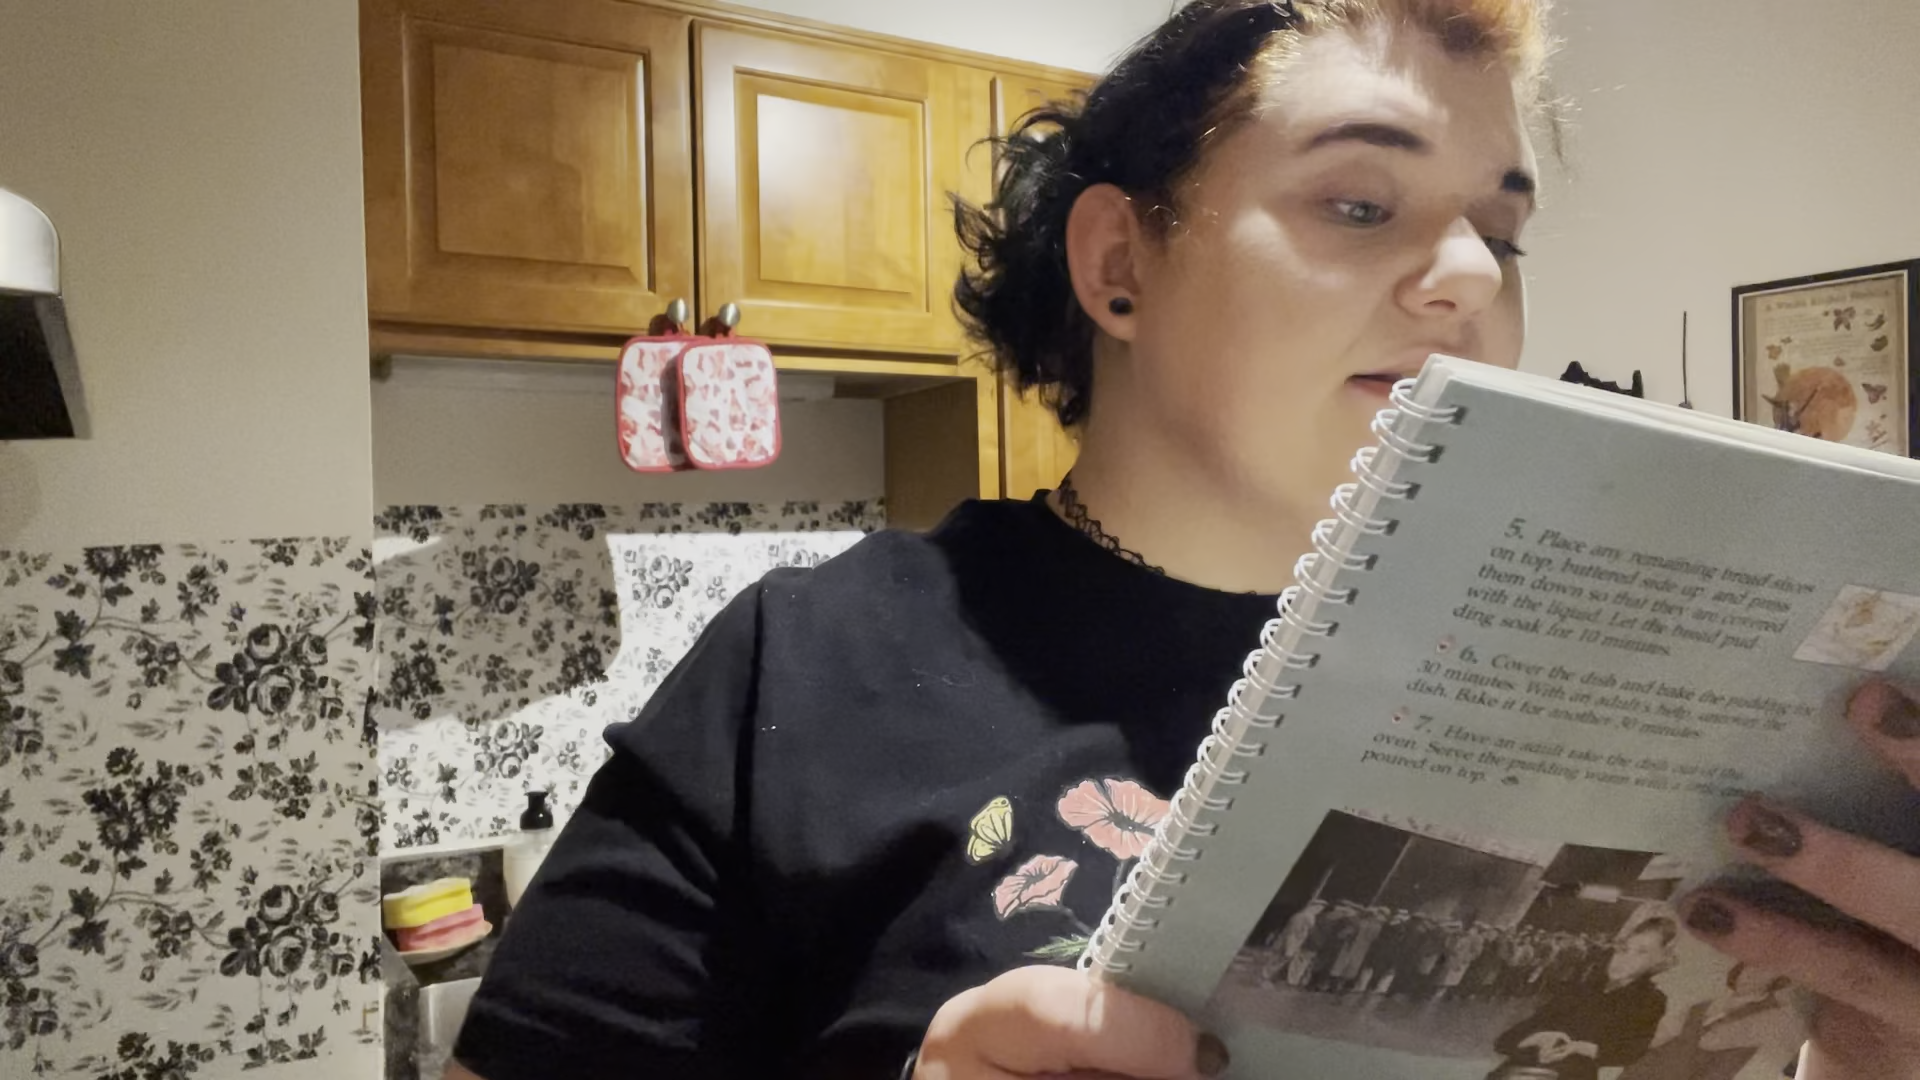 5. Place any remaining bread slices
on top, buttered side up, and press
them down so that they are covered
with the liquid. Let the bread pud-
ding soak for 10 minutes.
6. Cover the dish and bake the pudding for
30 minutes. With an adult's help, uncover the
dish. Bake it for another 30 minutes.
7. Have an adult take the dish out of the
oven. Serve the pudding warm with a little
poured on top.